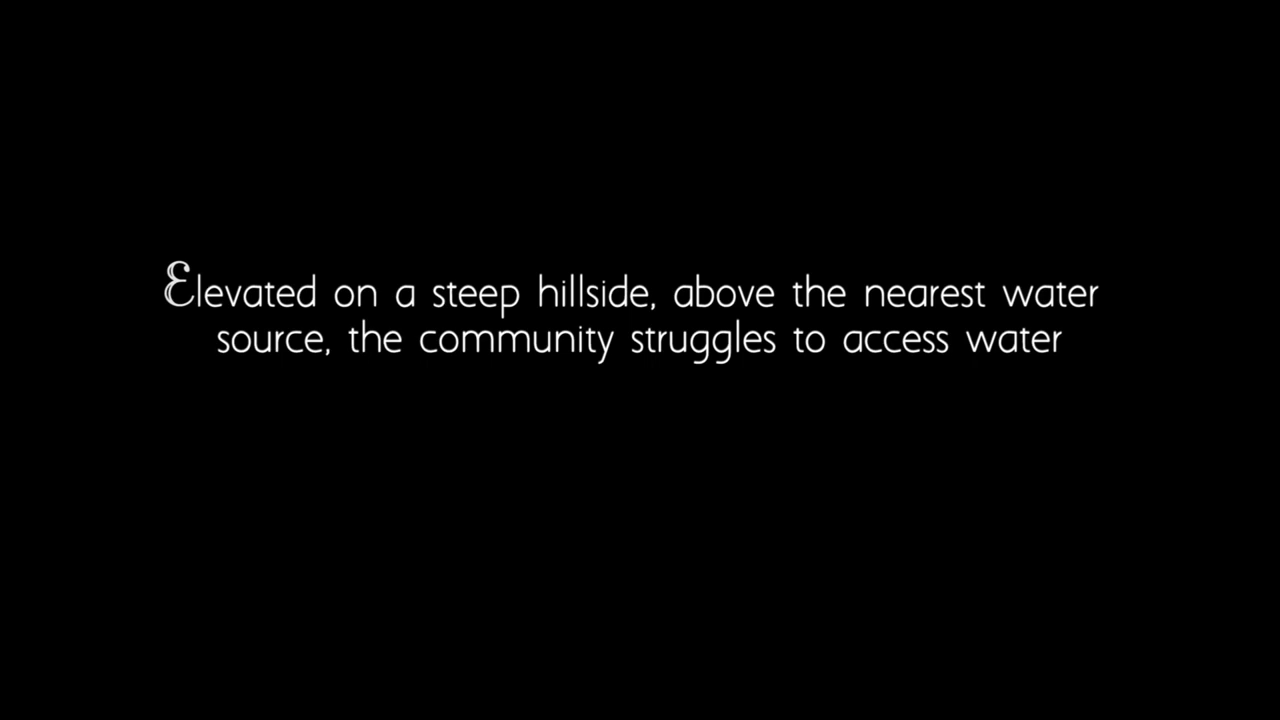 Elevated on a steep hillside, above the nearest water
source, the community struggles to access water